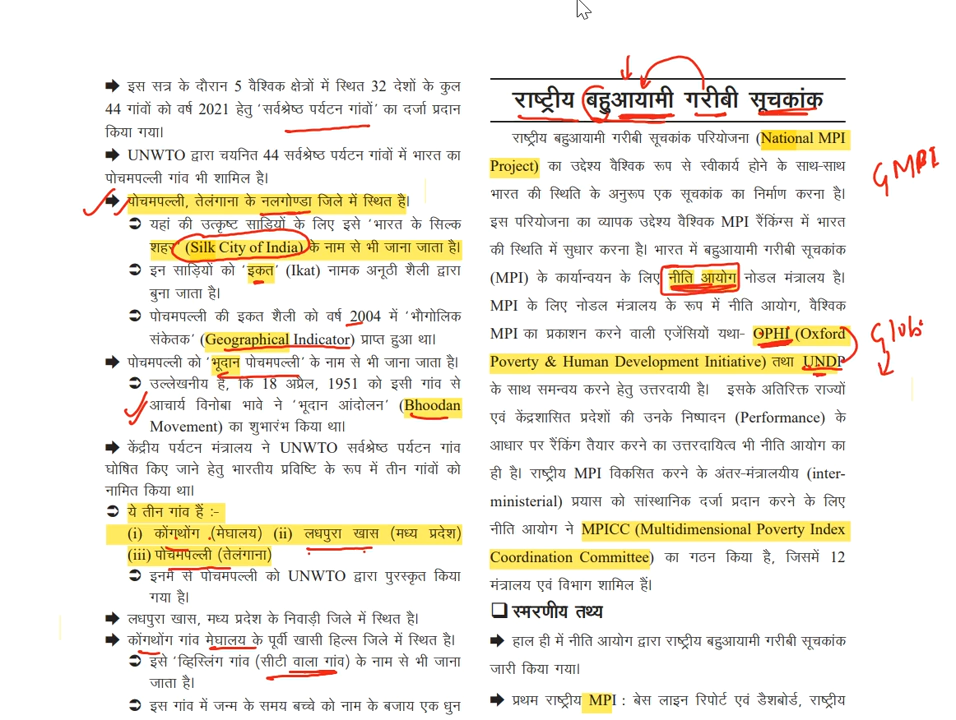 ➡ इस सत्र के दौरान 5 वैश्विक क्षेत्रों में स्थित 32 देशों के कुल
44 गांवों को वर्ष 2021 हेतु 'सर्वश्रेष्ठ पर्यटन गांवों' का दर्जा प्रदान
किया गया।
➡ UNWTO द्वारा चयनित 44 सर्वश्रेष्ठ पर्यटन गांवों में भारत का
पोचमपल्ली गांव भी शामिल है।
➡ पोचमपल्ली, तेलंगाना के नलगोण्डा जिले में स्थित है।
➲ यहां की उत्कृष्ट साड़ियों के लिए इसे 'भारत के सिल्क
शहर' (Silk City of India) के नाम से भी जाना जाता है।
➲ इन साड़ियों को 'इकत' (Ikat) नामक अनूठी शैली द्वारा
बुना जाता है।
➲ पोचमपल्ली की इकत शैली को वर्ष 2004 में 'भौगोलिक
संकेतक' (Geographical Indicator) प्राप्त हुआ था।
➡ पोचमपल्ली को 'भूदान पोचमपल्ली' के नाम से भी जाना जाता है।
➲ उल्लेखनीय है, कि 18 अप्रैल, 1951 को इसी गांव से
आचार्य विनोबा भावे ने 'भूदान आंदोलन' (Bhoodan
Movement) का शुभारंभ किया था।
➡ केंद्रीय पर्यटन मंत्रालय ने UNWTO सर्वश्रेष्ठ पर्यटन गांव
घोषित किए जाने हेतु भारतीय प्रविष्टि के रूप में तीन गांवों को
नामित किया था।
➲ ये तीन गांव हैं :-
(i) कोंगथोंग (मेघालय) (ii) लधपुरा खास (मध्य प्रदेश)
(iii) पोचमपल्ली (तेलंगाना)
➲ इनमें से पोचमपल्ली को UNWTO द्वारा पुरस्कृत किया
गया है।
➡ लधपुरा खास, मध्य प्रदेश के निवाड़ी जिले में स्थित है।
➡ कोंगथोंग गांव मेघालय के पूर्वी खासी हिल्स जिले में स्थित है।
➲ इसे 'व्हिस्लिंग गांव (सीटी वाला गांव) के नाम से भी जाना
जाता है।
➲ इस गांव में जन्म के समय बच्चे को नाम के बजाय एक धुन
राष्ट्रीय बहुआयामी गरीबी सूचकांक
राष्ट्रीय बहुआयामी गरीबी सूचकांक परियोजना (National MPI
Project) का उद्देश्य वैश्विक रूप से स्वीकार्य होने के साथ-साथ
भारत की स्थिति के अनुरूप एक सूचकांक का निर्माण करना है।
इस परियोजना का व्यापक उद्देश्य वैश्विक MPI रैंकिंग्स में भारत
की स्थिति में सुधार करना है। भारत में बहुआयामी गरीबी सूचकांक
(MPI) के कार्यान्वयन के लिए नीति आयोग नोडल मंत्रालय है।
MPI के लिए नोडल मंत्रालय के रूप में नीति आयोग, वैश्विक
MPI का प्रकाशन करने वाली एजेंसियों यथा- OPHI (Oxford
Poverty & Human Development Initiative) तथा UNDP
के साथ समन्वय करने हेतु उत्तरदायी है। इसके अतिरिक्त राज्यों
एवं केंद्रशासित प्रदेशों की उनके निष्पादन (Performance) के
आधार पर रैंकिंग तैयार करने का उत्तरदायित्व भी नीति आयोग का
ही है। राष्ट्रीय MPI विकसित करने के अंतर-मंत्रालयीय (inter-
ministerial) प्रयास को सांस्थानिक दर्जा प्रदान करने के लिए
नीति आयोग ने MPICC (Multidimensional Poverty Index
Coordination Committee) का गठन किया है, जिसमें 12
मंत्रालय एवं विभाग शामिल हैं।
❑ स्मरणीय तथ्य
➡ हाल ही में नीति आयोग द्वारा राष्ट्रीय बहुआयामी गरीबी सूचकांक
जारी किया गया।
➡ प्रथम राष्ट्रीय MPI : बेस लाइन रिपोर्ट एवं डैशबोर्ड, राष्ट्रीय
GMPI